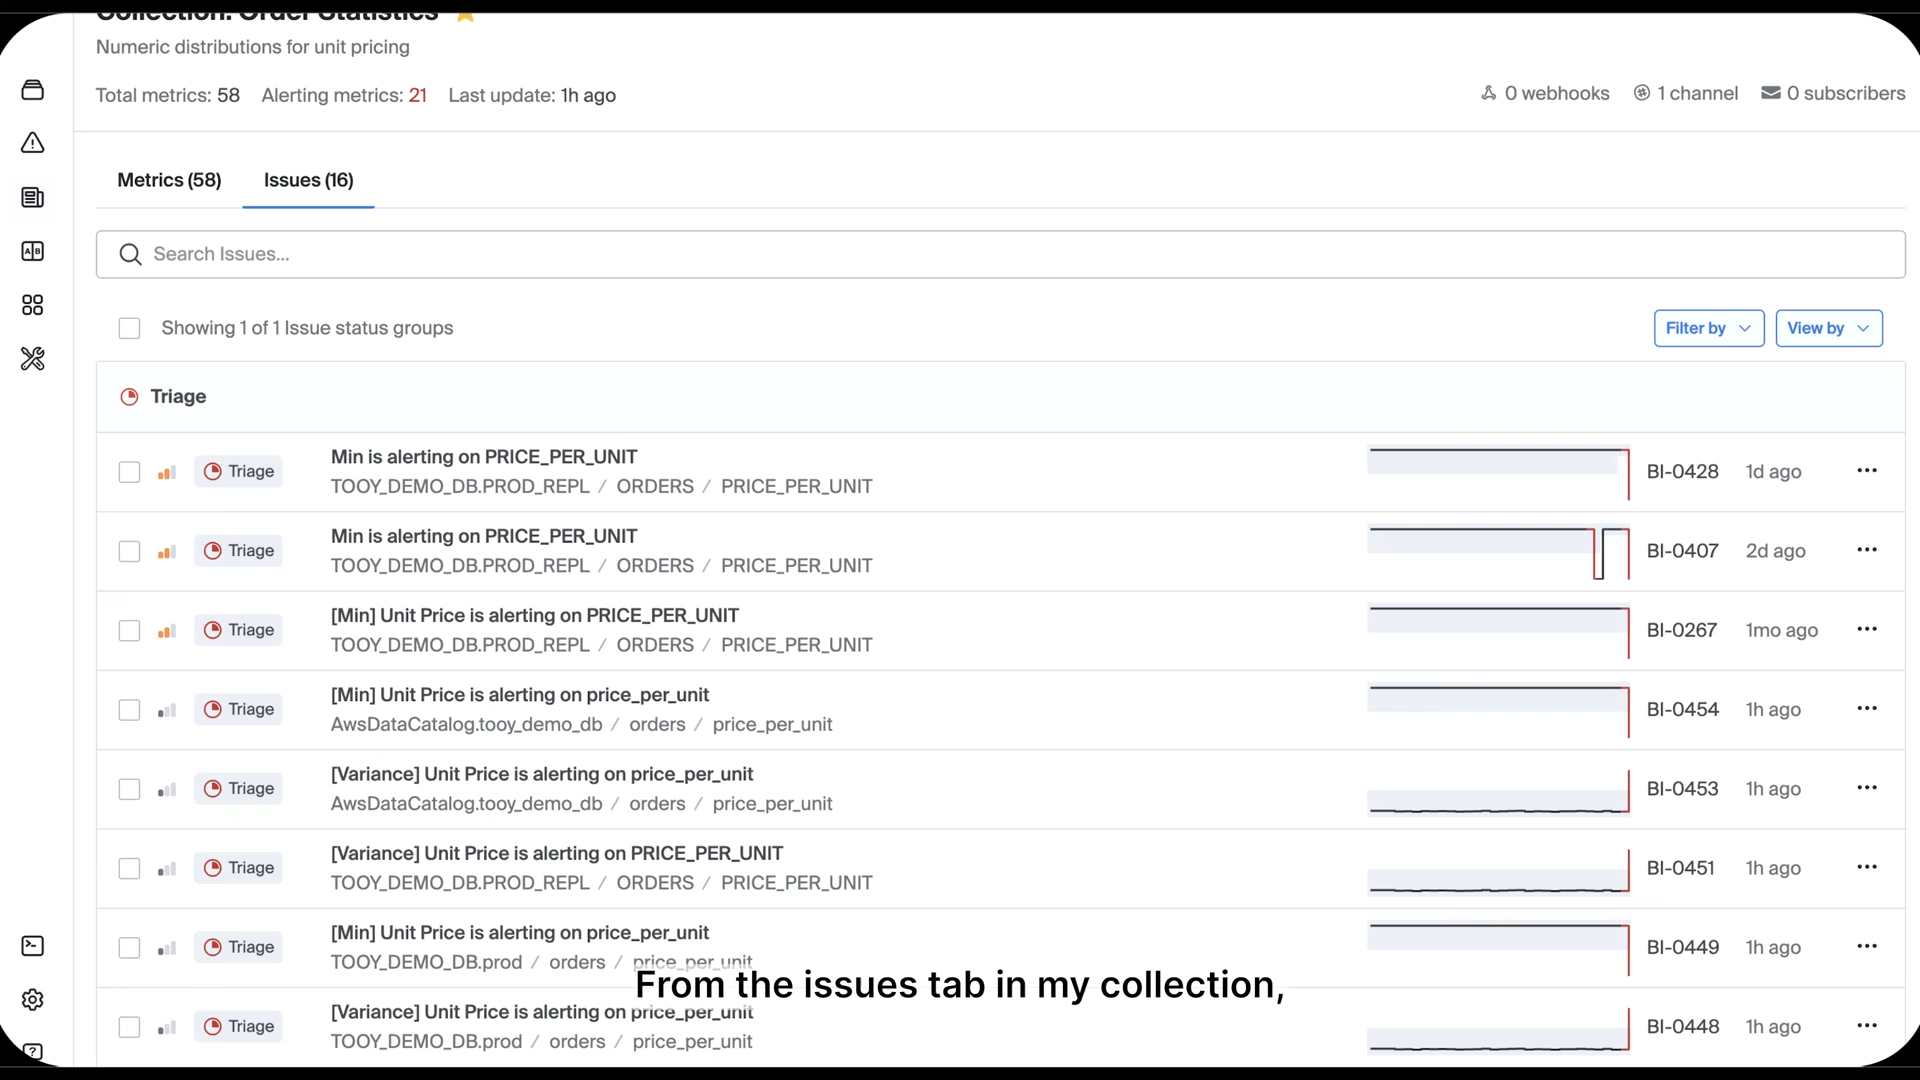 Collection: Order Statistics
Numeric distributions for unit pricing
Total metrics: 58 Alerting metrics: 21 Last update: 1h ago
0 webhooks 1 channel 0 subscribers
Metrics (58) Issues (16)
Search Issues...
Showing 1 of 1 Issue status groups
Filter by View by
Triage
Triage
Min is alerting on PRICE_PER_UNIT
TOOY_DEMO_DB.PROD_REPL / ORDERS / PRICE_PER_UNIT
BI-0428 1d ago
Triage
Min is alerting on PRICE_PER_UNIT
TOOY_DEMO_DB.PROD_REPL / ORDERS / PRICE_PER_UNIT
BI-0407 2d ago
Triage
[Min] Unit Price is alerting on PRICE_PER_UNIT
TOOY_DEMO_DB.PROD_REPL / ORDERS / PRICE_PER_UNIT
BI-0267 1mo ago
Triage
[Min] Unit Price is alerting on price_per_unit
AwsDataCatalog.tooy_demo_db / orders / price_per_unit
BI-0454 1h ago
Triage
[Variance] Unit Price is alerting on price_per_unit
AwsDataCatalog.tooy_demo_db / orders / price_per_unit
BI-0453 1h ago
Triage
[Variance] Unit Price is alerting on PRICE_PER_UNIT
TOOY_DEMO_DB.PROD_REPL / ORDERS / PRICE_PER_UNIT
BI-0451 1h ago
Triage
[Min] Unit Price is alerting on price_per_unit
TOOY_DEMO_DB.prod / orders / price_per_unit
BI-0449 1h ago
From the issues tab in my collection,
Triage
[Variance] Unit Price is alerting on price_per_unit
TOOY_DEMO_DB.prod / orders / price_per_unit
BI-0448 1h ago